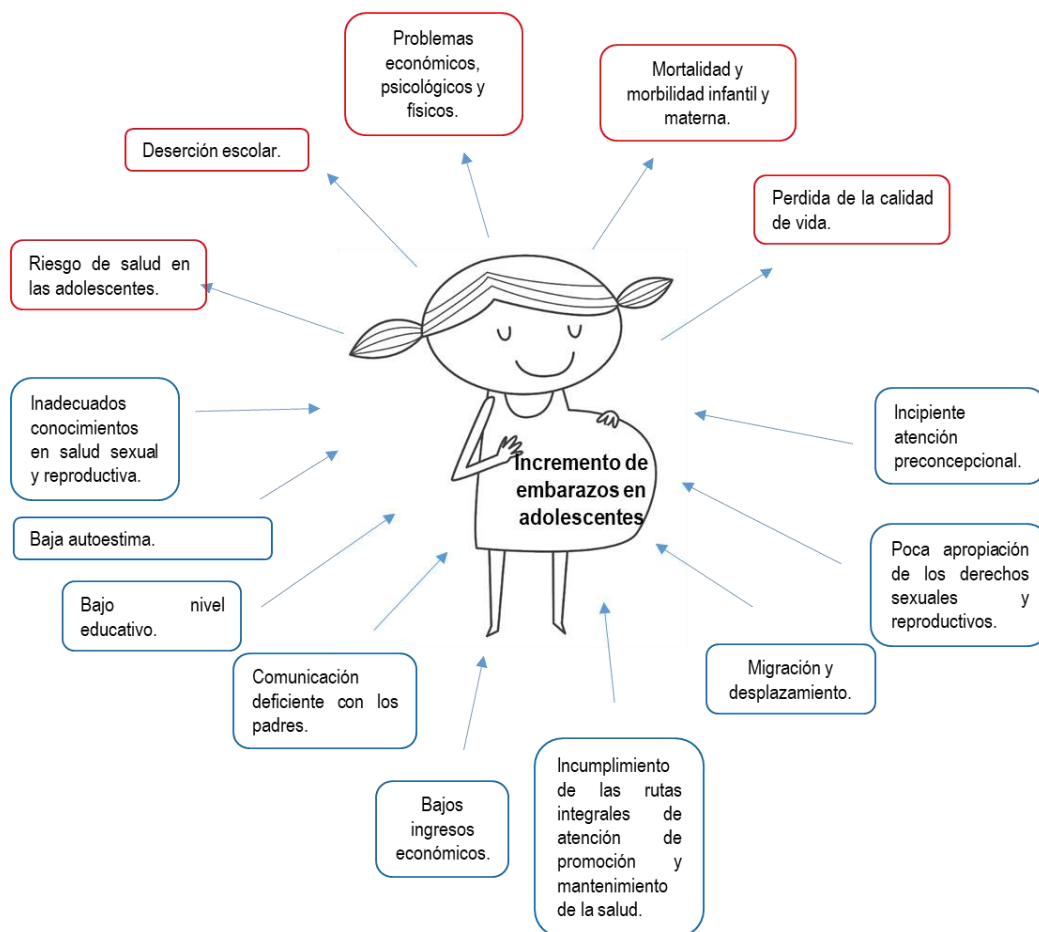 Problemas
económicos,
psicológicos y
físicos.
Mortalidad y
morbilidad infantil y
materna.
Deserción escolar.
Perdida de la calidad
de vida.
Riesgo de salud en
las adolescentes.
Inadecuados
conocimientos
en salud sexual
y reproductiva.
Incipiente
atención
preconcepcional.
Incremento de
embarazos en
adolescentes
Baja autoestima.
Poca apropiación
de los derechos
sexuales y
reproductivos.
Bajo nivel
educativo.
Comunicación
deficiente con los
padres.
Migración y
desplazamiento.
Bajos
ingresos
económicos.
Incumplimiento
de las rutas
integrales de
atención de
promoción y
mantenimiento
de la salud.